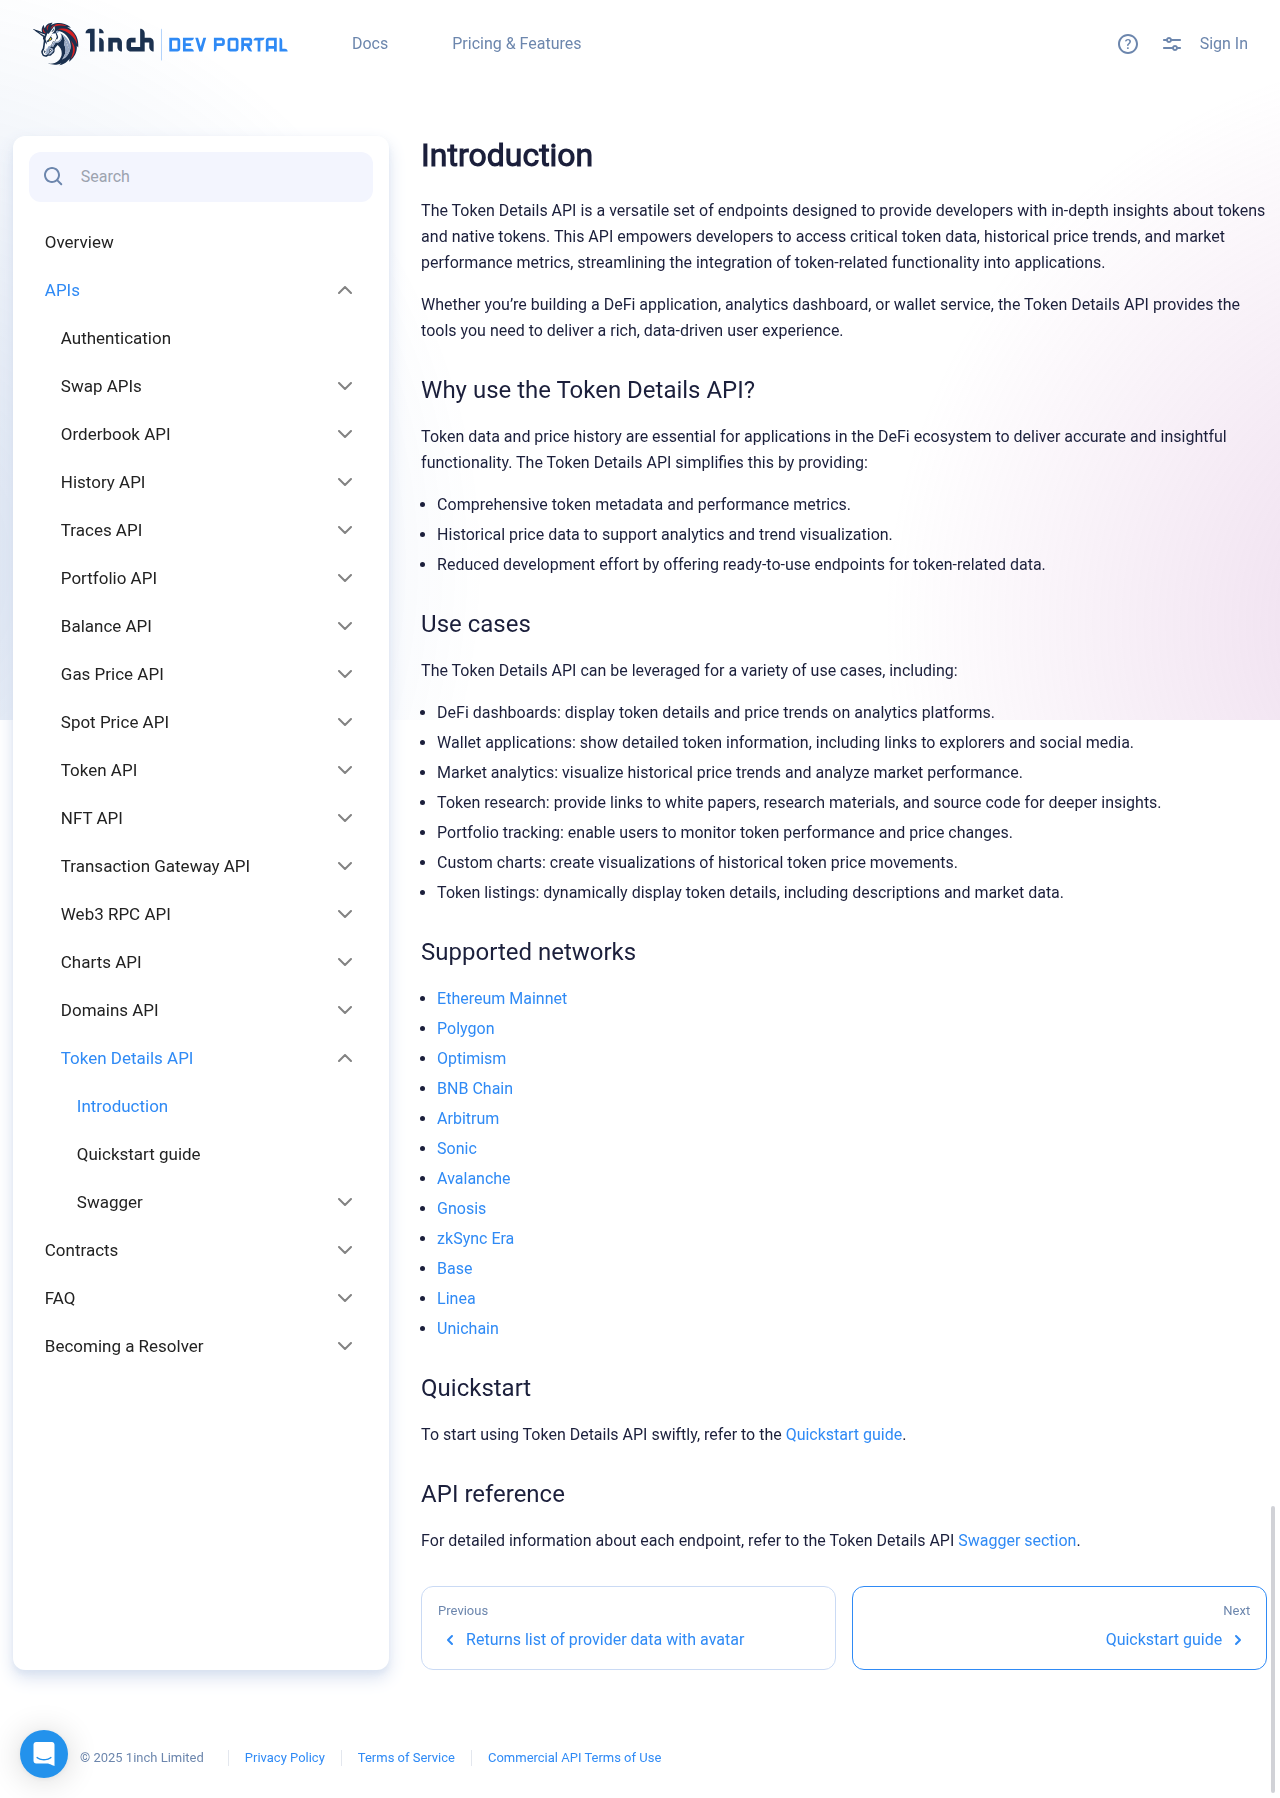 1inch DEV PORTAL
Docs
Pricing & Features
Sign In
Search
Overview
APIs
Authentication
Swap APIs
Orderbook API
History API
Traces API
Portfolio API
Balance API
Gas Price API
Spot Price API
Token API
NFT API
Transaction Gateway API
Web3 RPC API
Charts API
Domains API
Token Details API
Introduction
Quickstart guide
Swagger
Contracts
FAQ
Becoming a Resolver
Introduction
The Token Details API is a versatile set of endpoints designed to provide developers with in-depth insights about tokens
and native tokens. This API empowers developers to access critical token data, historical price trends, and market
performance metrics, streamlining the integration of token-related functionality into applications.
Whether you’re building a DeFi application, analytics dashboard, or wallet service, the Token Details API provides the
tools you need to deliver a rich, data-driven user experience.
Why use the Token Details API?
Token data and price history are essential for applications in the DeFi ecosystem to deliver accurate and insightful
functionality. The Token Details API simplifies this by providing:
• Comprehensive token metadata and performance metrics.
• Historical price data to support analytics and trend visualization.
• Reduced development effort by offering ready-to-use endpoints for token-related data.
Use cases
The Token Details API can be leveraged for a variety of use cases, including:
• DeFi dashboards: display token details and price trends on analytics platforms.
• Wallet applications: show detailed token information, including links to explorers and social media.
• Market analytics: visualize historical price trends and analyze market performance.
• Token research: provide links to white papers, research materials, and source code for deeper insights.
• Portfolio tracking: enable users to monitor token performance and price changes.
• Custom charts: create visualizations of historical token price movements.
• Token listings: dynamically display token details, including descriptions and market data.
Supported networks
• Ethereum Mainnet
• Polygon
• Optimism
• BNB Chain
• Arbitrum
• Sonic
• Avalanche
• Gnosis
• zkSync Era
• Base
• Linea
• Unichain
Quickstart
To start using Token Details API swiftly, refer to the Quickstart guide.
API reference
For detailed information about each endpoint, refer to the Token Details API Swagger section.
Previous
Returns list of provider data with avatar
Next
Quickstart guide
© 2025 1inch Limited
Privacy Policy
Terms of Service
Commercial API Terms of Use